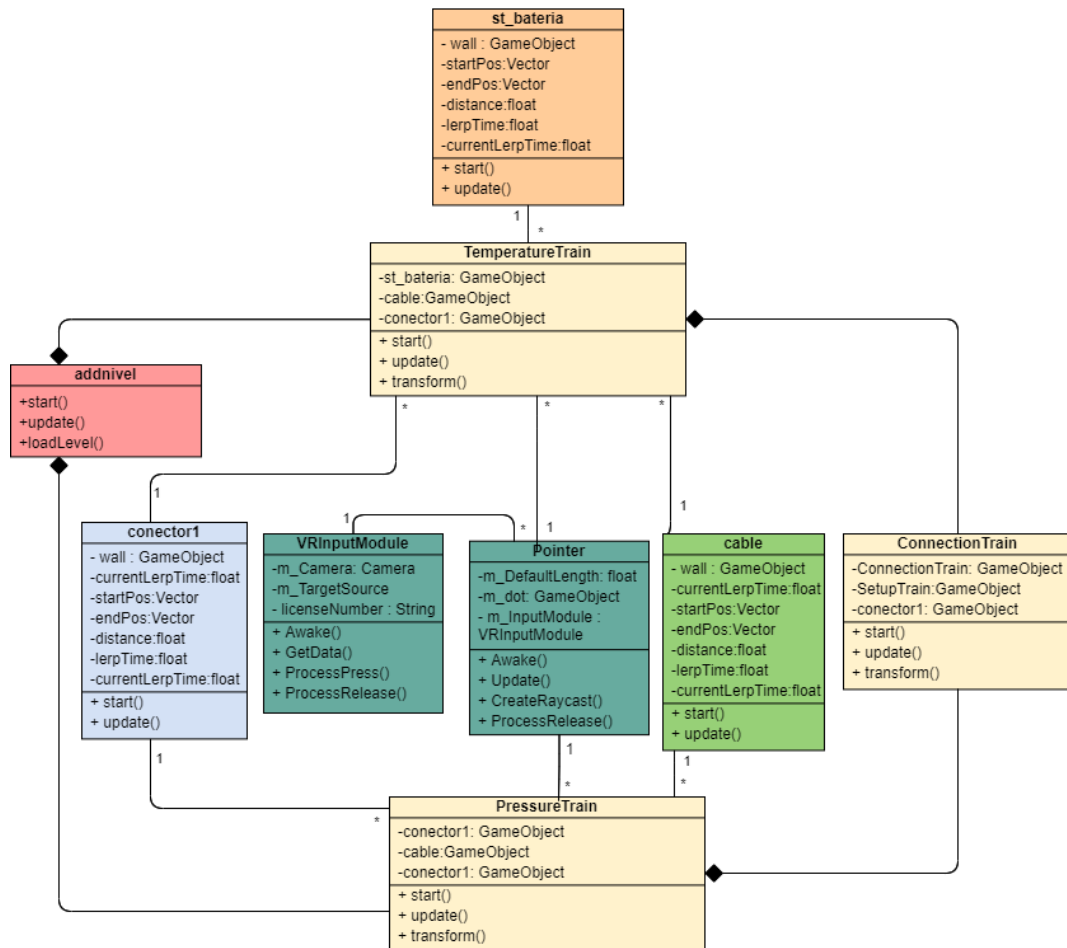 st_bateria
- wall : GameObject
-startPos:Vector
-endPos:Vector
-distance:float
-lerpTime:float
-currentLerpTime:float
+ start()
+ update()
1
*
TemperatureTrain
-st_bateria: GameObject
-cable:GameObject
-conector1: GameObject
+ start()
+ update()
+ transform()
addnivel
+start()
+update()
+loadLevel()
*
*
*
1
1
*
1
1
conector1
- wall : GameObject
-currentLerpTime:float
-startPos:Vector
-endPos:Vector
-distance:float
-lerpTime:float
-currentLerpTime:float
+ start()
+ update()
VRInputModule
-m_Camera: Camera
-m_TargetSource
- licenseNumber : String
+ Awake()
+ GetData()
+ ProcessPress()
+ ProcessRelease()
Pointer
-m_DefaultLength: float
-m_dot: GameObject
- m_InputModule :
VRInputModule
+ Awake()
+ Update()
+ CreateRaycast()
+ ProcessRelease()
cable
- wall : GameObject
-currentLerpTime:float
-startPos:Vector
-endPos:Vector
-distance:float
-lerpTime:float
-currentLerpTime:float
+ start()
+ update()
ConnectionTrain
-ConnectionTrain: GameObject
-SetupTrain:GameObject
-conector1: GameObject
+ start()
+ update()
+ transform()
1
1
1
*
*
*
PressureTrain
-conector1: GameObject
-cable:GameObject
-conector1: GameObject
+ start()
+ update()
+ transform()